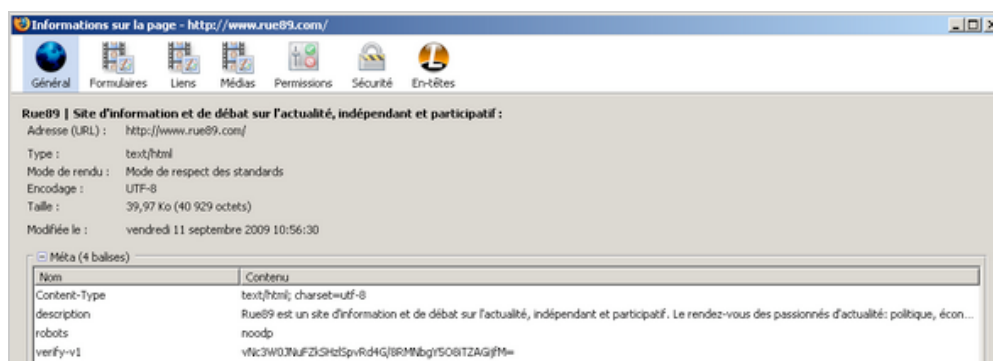 Informations sur la page - http://www.rue89.com/
Général Formulaires Liens Médias Permissions Sécurité En-têtes
Rue89 | Site d'information et de débat sur l'actualité, indépendant et participatif :
Adresse (URL) : http://www.rue89.com/
Type : text/html
Mode de rendu : Mode de respect des standards
Encodage : UTF-8
Taille : 39,97 Ko (40 929 octets)
Modifiée le : vendredi 11 septembre 2009 10:56:30
Méta (4 balises)
Nom Contenu
Content-Type text/html; charset=utf-8
description Rue89 est un site d'information et de débat sur l'actualité, indépendant et participatif. Le rendez-vous des passionnés d'actualité: politique, écon...
robots noodp
verify-v1